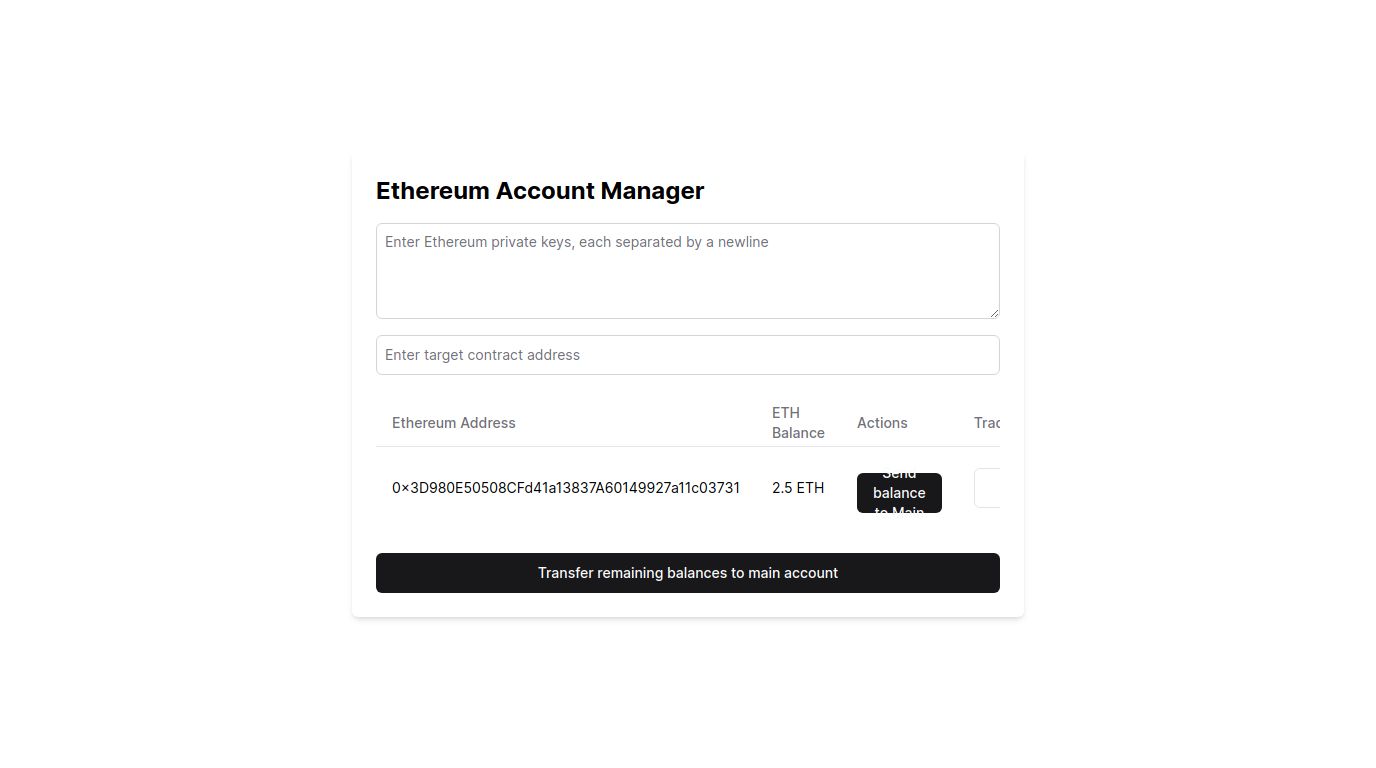 Ethereum Account Manager
Enter Ethereum private keys, each separated by a newline
Enter target contract address
Ethereum Address
ETH
Balance
Actions
Trac
0x3D980E50508CFd41a13837A60149927a11c03731
2.5 ETH
Send
balance
to Main
Transfer remaining balances to main account